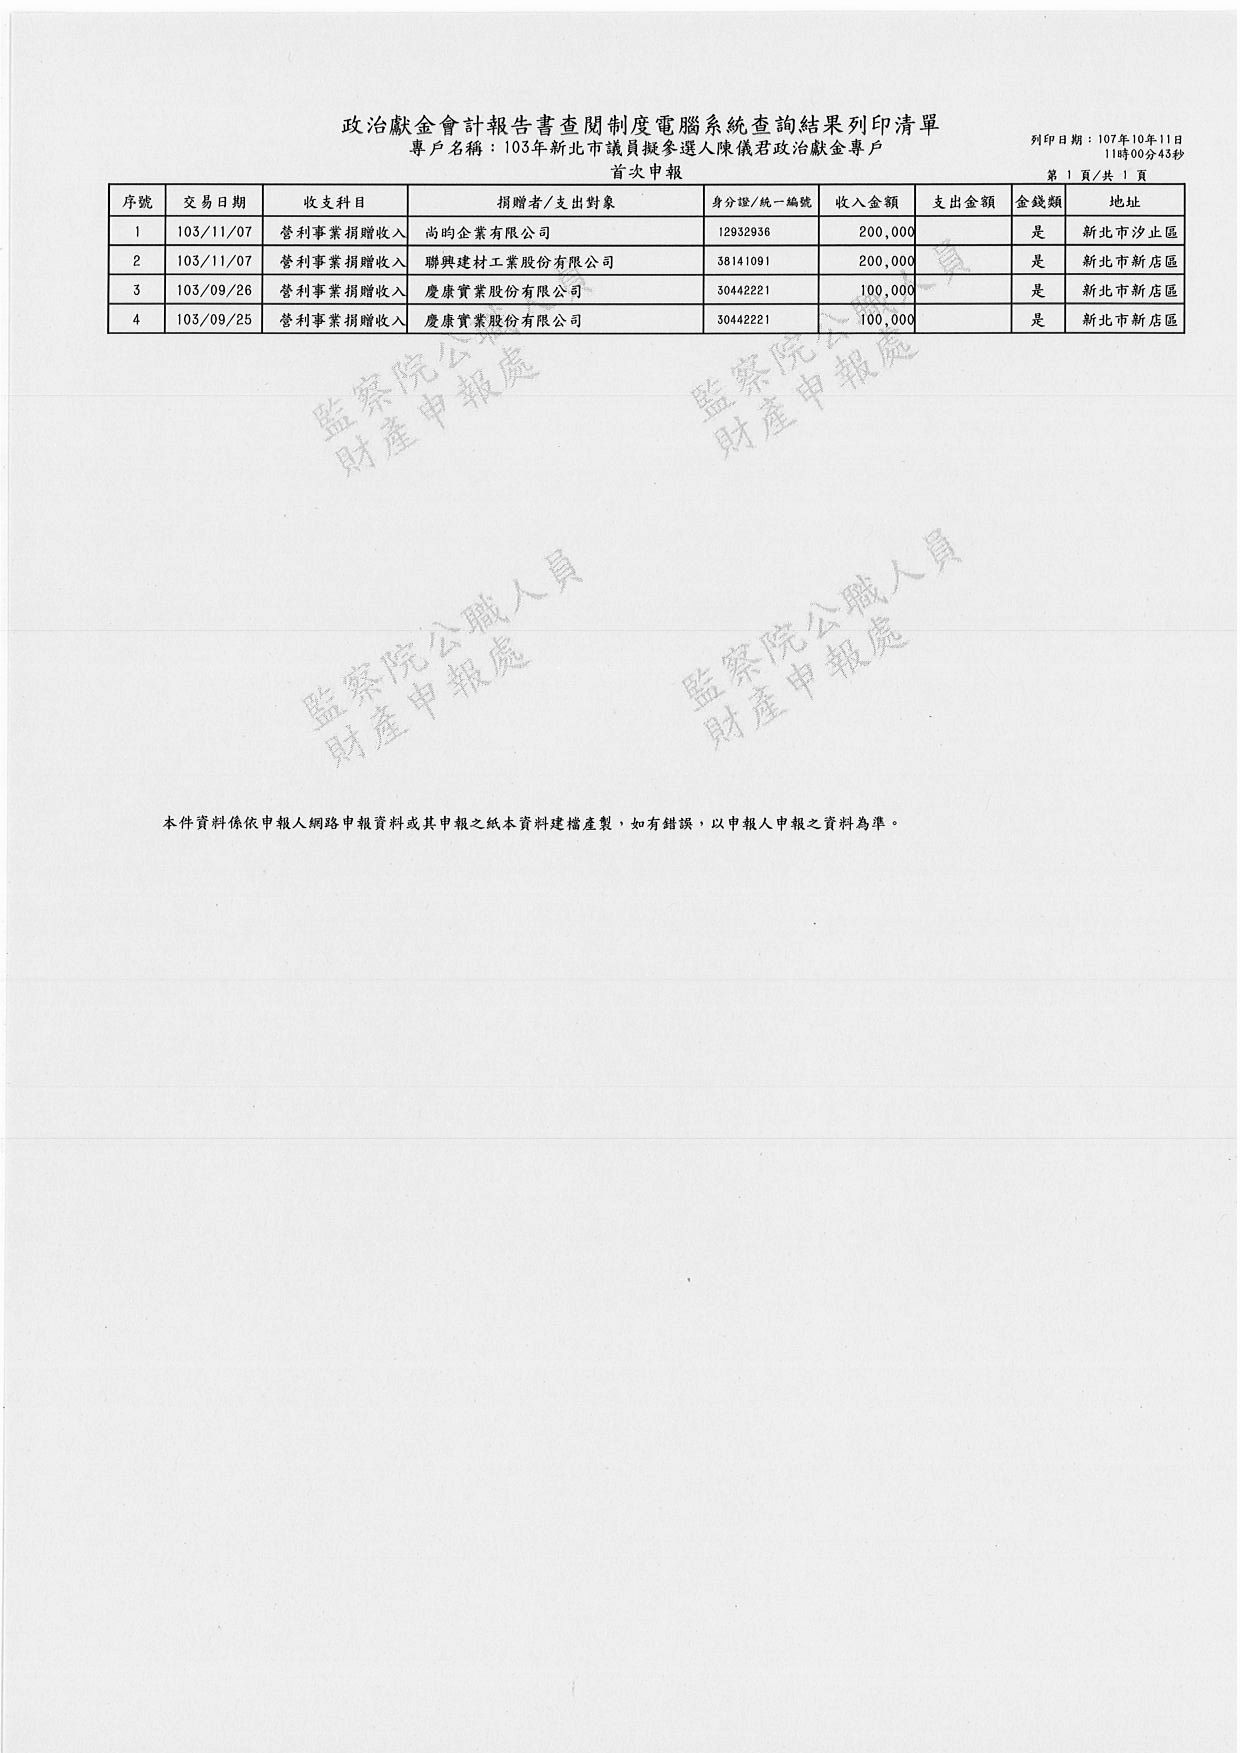 政治獻金會計報告書查閱制度電腦系統查詢結果列印清單
專戶名稱：103年新北市議員擬參選人陳儀君政治獻金專戶
列印日期：107年10年11日
11時00分43秒
首次申報
第 1 頁/共 1 頁
序號 交易日期 收支科目 捐贈者/支出對象 身分證/統一編號 收入金額 支出金額 金錢類 地址
1 103/11/07 營利事業捐贈收入 尚昀企業有限公司 12932936 200,000 是 新北市汐止區
2 103/11/07 營利事業捐贈收入 聯興建材工業股份有限公司 38141091 200,000 是 新北市新店區
3 103/09/26 營利事業捐贈收入 慶康實業股份有限公司 30442221 100,000 是 新北市新店區
4 103/09/25 營利事業捐贈收入 慶康實業股份有限公司 30442221 100,000 是 新北市新店區
監察院公職人員
財產申報處
監察院公職人員
財產申報處
監察院公職人員
財產申報處
監察院公職人員
財產申報處
本件資料係依申報人網路申報資料或其申報之紙本資料建檔產製，如有錯誤，以申報人申報之資料為準。